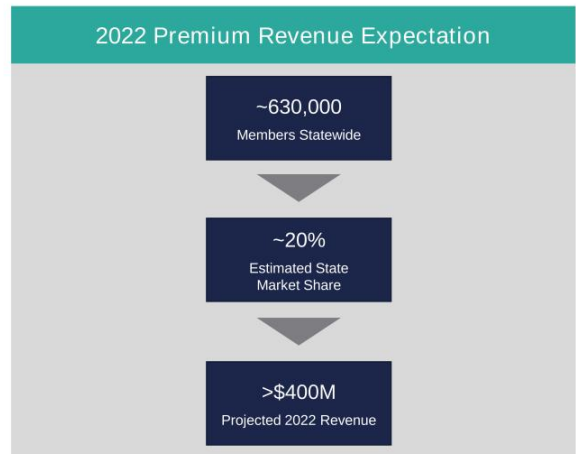 2022 Premium Revenue Expectation
~630,000
Members Statewide
~20%
Estimated State
Market Share
>$400M
Projected 2022 Revenue